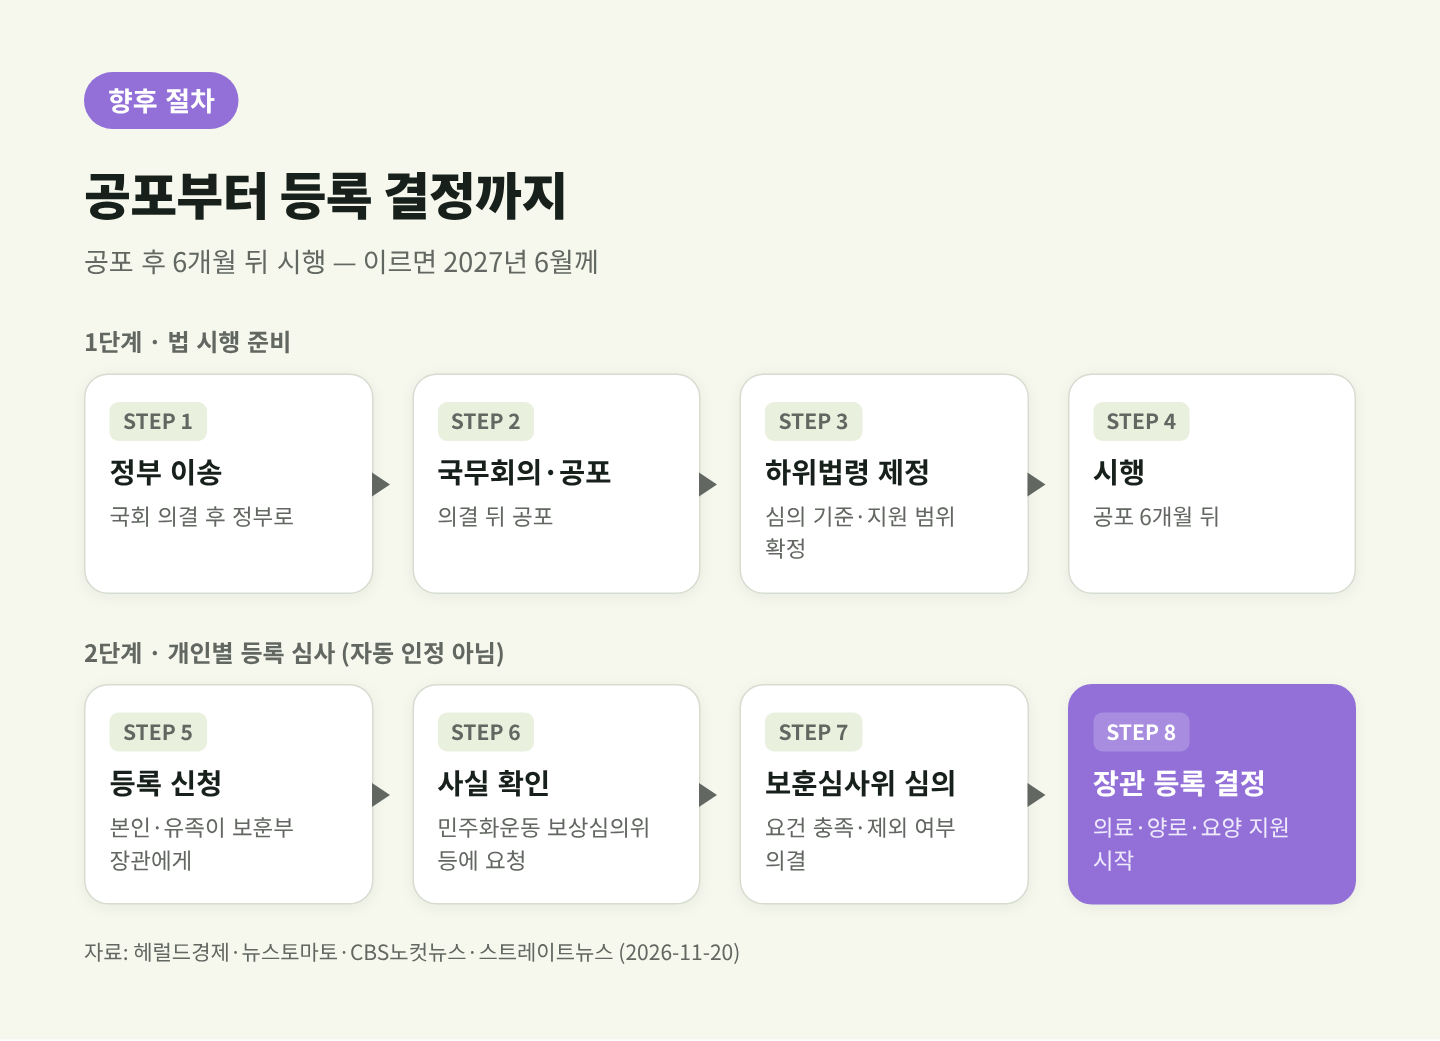 향후 절차
공포부터 등록 결정까지
공포 후 6개월 뒤 시행 — 이르면 2027년 6월께
1단계 · 법 시행 준비
STEP 1
정부 이송
국회 의결 후 정부로
STEP 2
국무회의·공포
의결 뒤 공포
STEP 3
하위법령 제정
심의 기준·지원 범위
확정
STEP 4
시행
공포 6개월 뒤
2단계 · 개인별 등록 심사 (자동 인정 아님)
STEP 5
등록 신청
본인·유족이 보훈부
장관에게
STEP 6
사실 확인
민주화운동 보상심의위
등에 요청
STEP 7
보훈심사위 심의
요건 충족·제외 여부
의결
STEP 8
장관 등록 결정
의료·양로·요양 지원
시작
자료: 헤럴드경제·뉴스토마토·CBS노컷뉴스·스트레이트뉴스 (2026-11-20)